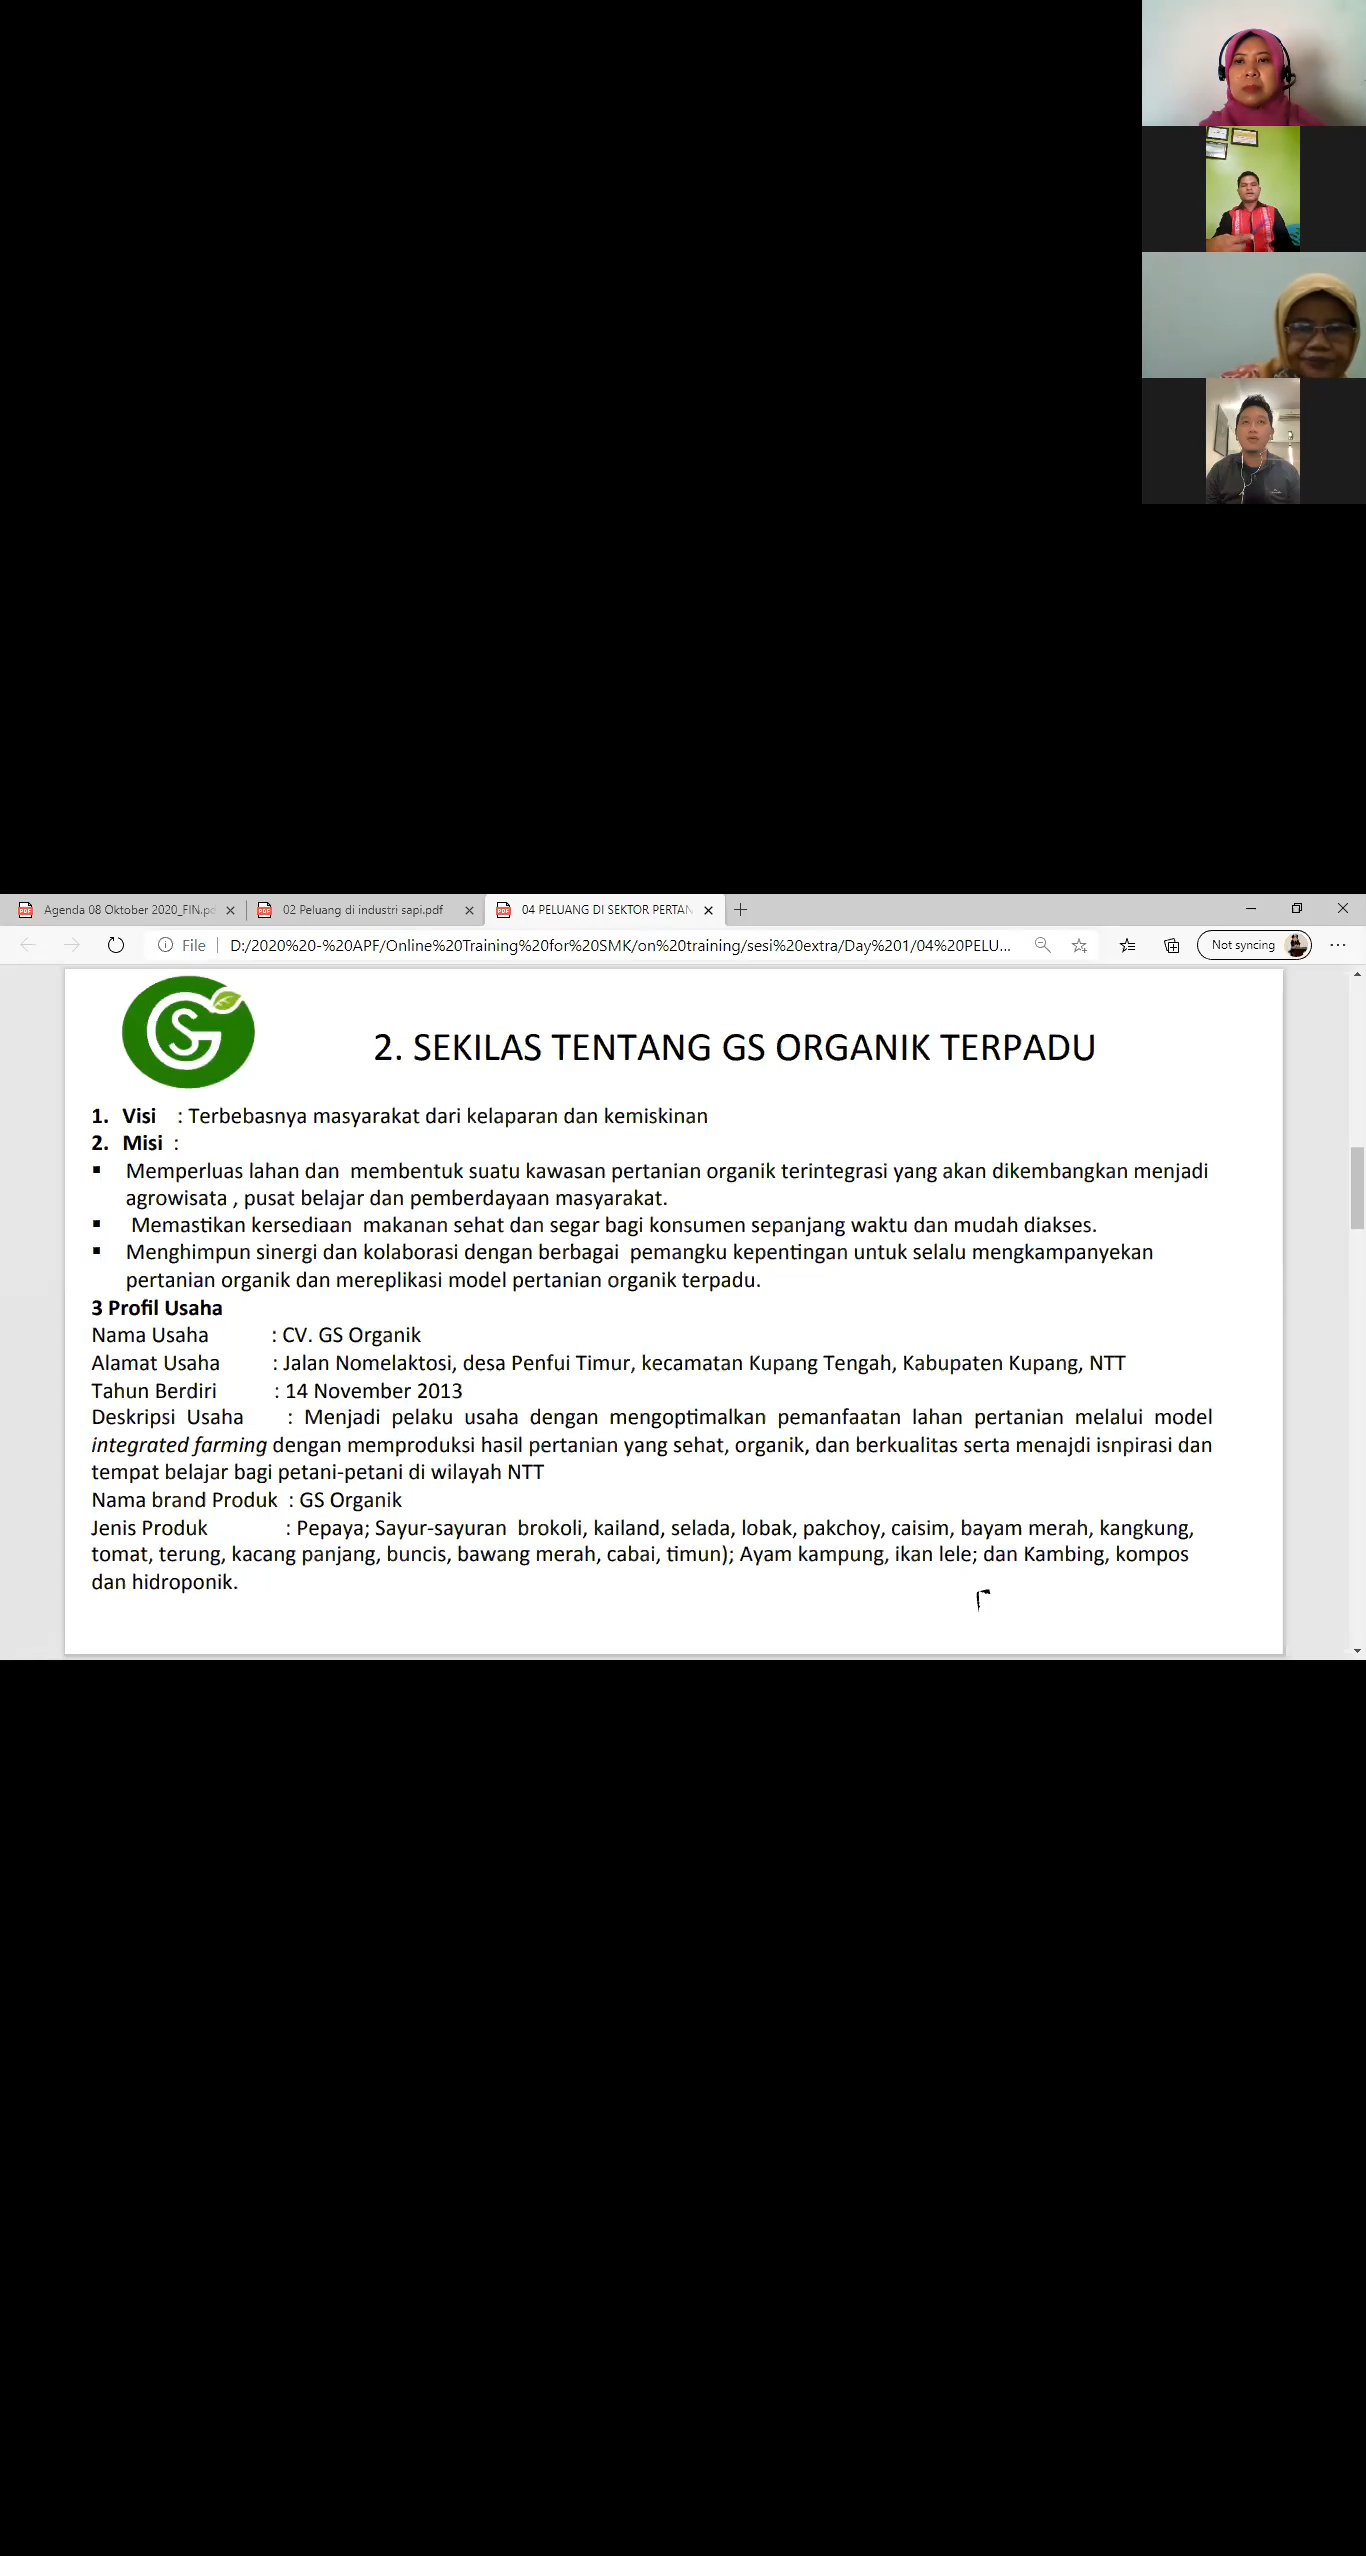 Agenda 08 Oktober 2020_FIN.pd
02 Peluang di industri sapi.pdf
04 PELUANG DI SEKTOR PERTAN
File
D:/2020%20-%20APF/Online%20Training%20for%20SMK/on%20training/sesi%20extra/Day%201/04%20PELU...
Not syncing
GS
2. SEKILAS TENTANG GS ORGANIK TERPADU
1. Visi : Terbebasnya masyarakat dari kelaparan dan kemiskinan
2. Misi :
▪ Memperluas lahan dan membentuk suatu kawasan pertanian organik terintegrasi yang akan dikembangkan menjadi
agrowisata , pusat belajar dan pemberdayaan masyarakat.
▪ Memastikan kersediaan makanan sehat dan segar bagi konsumen sepanjang waktu dan mudah diakses.
▪ Menghimpun sinergi dan kolaborasi dengan berbagai pemangku kepentingan untuk selalu mengkampanyekan
pertanian organik dan mereplikasi model pertanian organik terpadu.
3 Profil Usaha
Nama Usaha : CV. GS Organik
Alamat Usaha : Jalan Nomelaktosi, desa Penfui Timur, kecamatan Kupang Tengah, Kabupaten Kupang, NTT
Tahun Berdiri : 14 November 2013
Deskripsi Usaha : Menjadi pelaku usaha dengan mengoptimalkan pemanfaatan lahan pertanian melalui model
integrated farming dengan memproduksi hasil pertanian yang sehat, organik, dan berkualitas serta menajdi isnpirasi dan
tempat belajar bagi petani-petani di wilayah NTT
Nama brand Produk : GS Organik
Jenis Produk : Pepaya; Sayur-sayuran brokoli, kailand, selada, lobak, pakchoy, caisim, bayam merah, kangkung,
tomat, terung, kacang panjang, buncis, bawang merah, cabai, timun); Ayam kampung, ikan lele; dan Kambing, kompos
dan hidroponik.